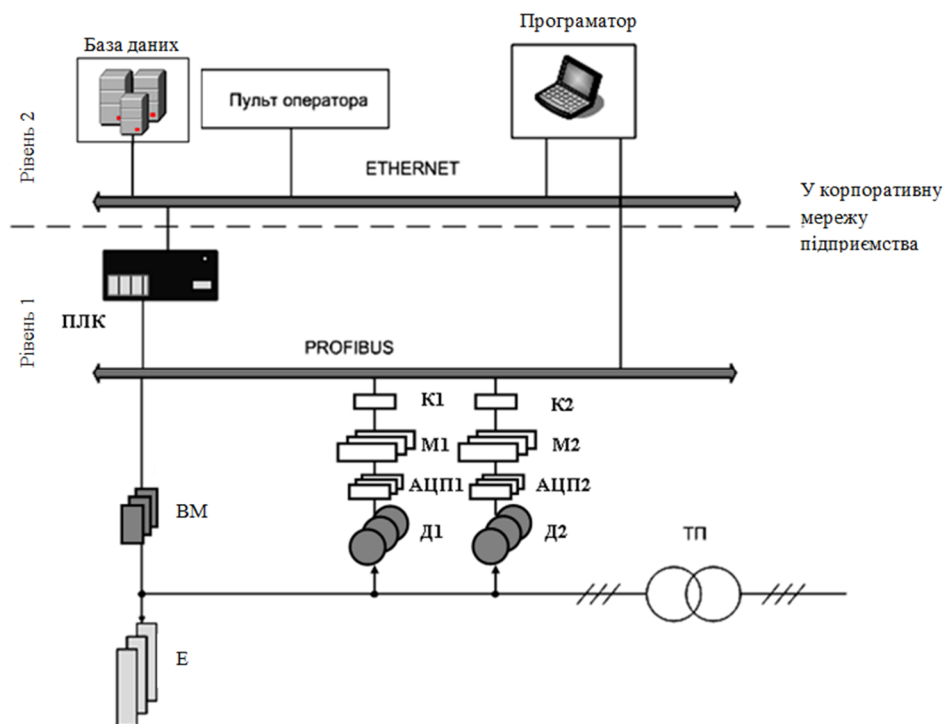 Програматор
База даних
Пульт оператора
Рівень 2
ETHERNET
У корпоративну
мережу
підприємства
ПЛК
Рівень 1
PROFIBUS
К1
К2
М1
М2
АЦП1
АЦП2
ВМ
Д1
Д2
ТП
Е